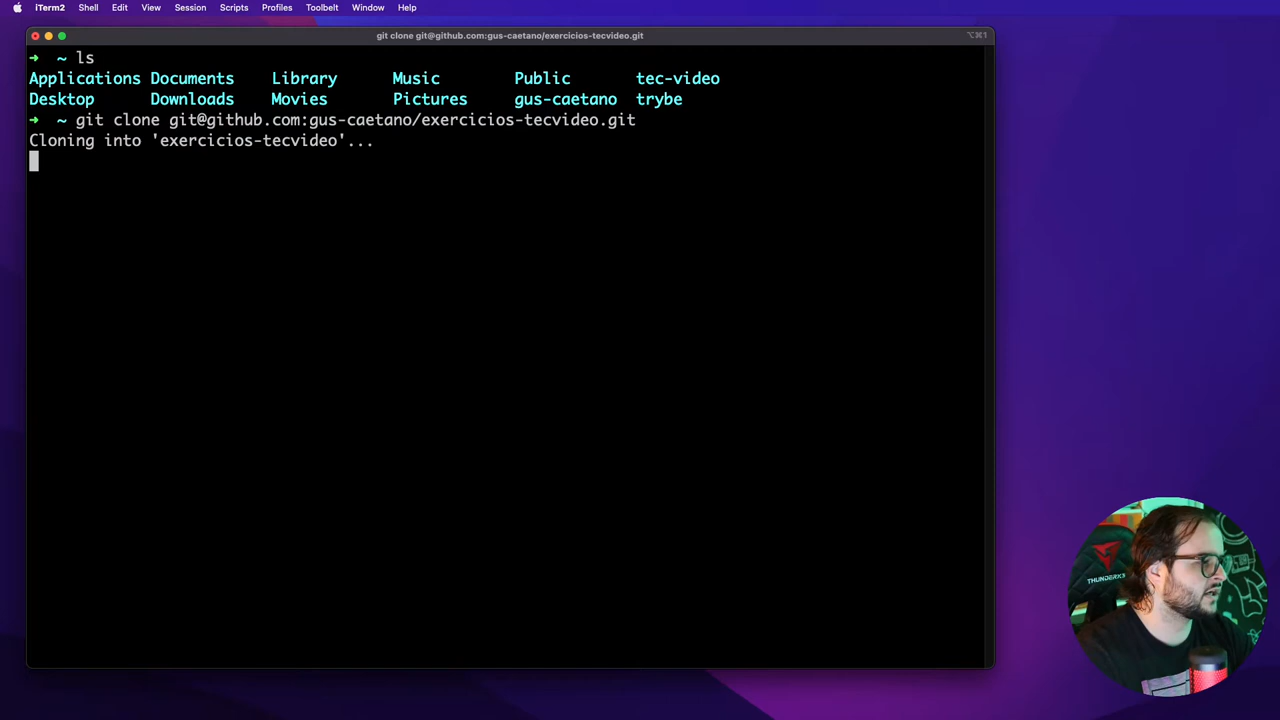 iTerm2 Shell Edit View Session Scripts Profiles Toolbelt Window Help
git clone git@github.com:gus-caetano/exercicios-tecvideo.git
⌥⌘1
➜ ~ ls
Applications Documents Library Music Public tec-video
Desktop Downloads Movies Pictures gus-caetano trybe
➜ ~ git clone git@github.com:gus-caetano/exercicios-tecvideo.git
Cloning into 'exercicios-tecvideo'...